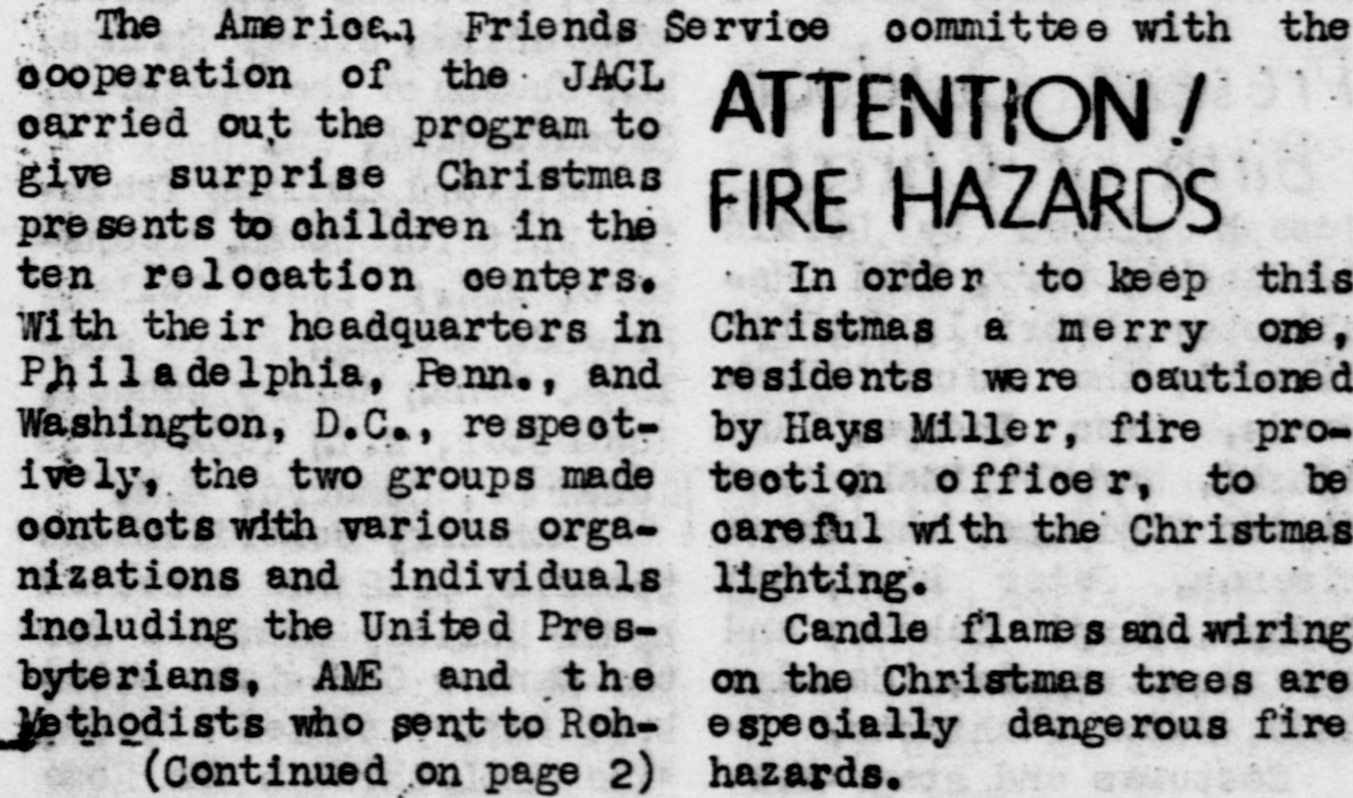 The American Friends Service committee with the
cooperation of the JACL
carried out the program to
give surprise Christmas
presents to children in the
ten relocation centers.
With their headquarters in
Philadelphia, Penn., and
Washington, D.C., respect-
ively, the two groups made
contacts with various orga-
nizations and individuals
including the United Pres-
byterians, AME and the
Methodists who sent to Roh-
(Continued on page 2)
ATTENTION!
FIRE HAZARDS
In order to keep this
Christmas a merry one,
residents were cautioned
by Hays Miller, fire pro-
tection officer, to be
careful with the Christmas
lighting.
Candle flames and wiring
on the Christmas trees are
especially dangerous fire
hazards.